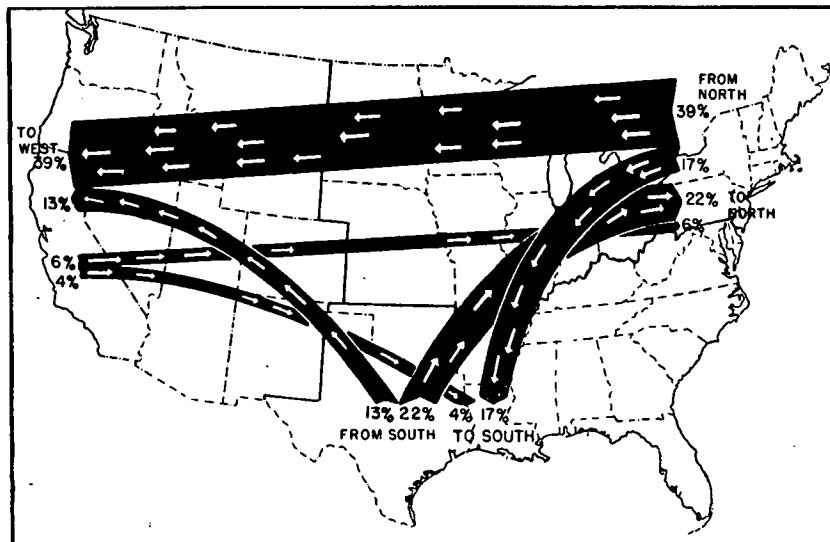 FROM
NORTH
39%
TO
WEST
39%
17%
13%
22% TO
NORTH
6%
6%
4%
13% 22% 4% 17%
FROM SOUTH TO SOUTH